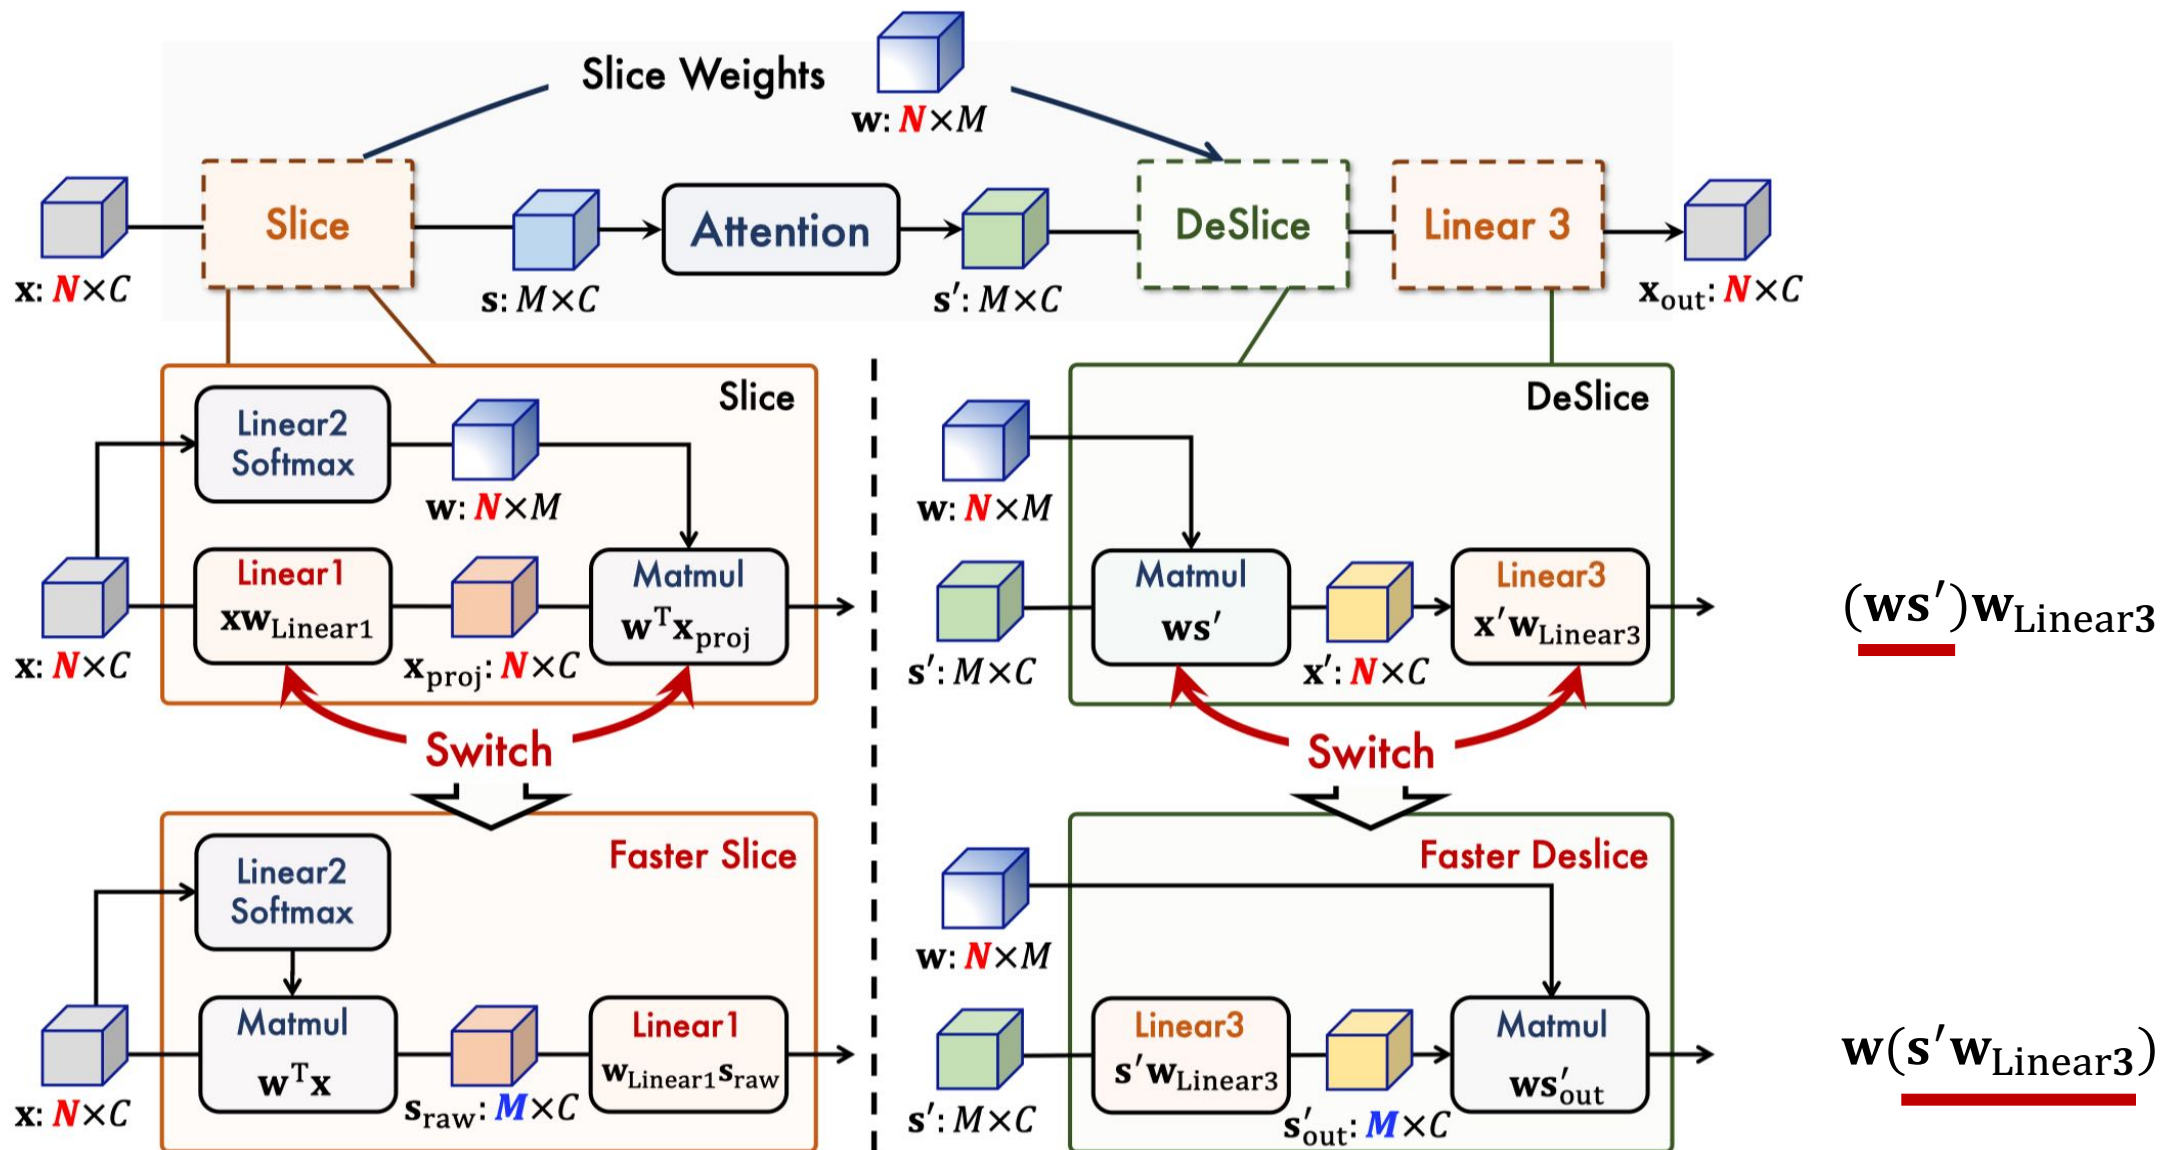 Slice Weights
w: N×M
Slice
Attention
DeSlice
Linear 3
x: N×C
s: M×C
s′: M×C
x_out: N×C
Slice
Linear2
Softmax
w: N×M
Linear1
xw_Linear1
Matmul
w^T x_proj
x: N×C
x_proj: N×C
Switch
DeSlice
w: N×M
Matmul
ws′
Linear3
x′w_Linear3
s′: M×C
x′: N×C
Switch
(ws′)w_Linear3
Faster Slice
Linear2
Softmax
Matmul
w^T x
Linear1
w_Linear1 s_raw
x: N×C
s_raw: M×C
Faster Deslice
w: N×M
Linear3
s′w_Linear3
Matmul
ws′_out
s′: M×C
s′_out: M×C
w(s′w_Linear3)